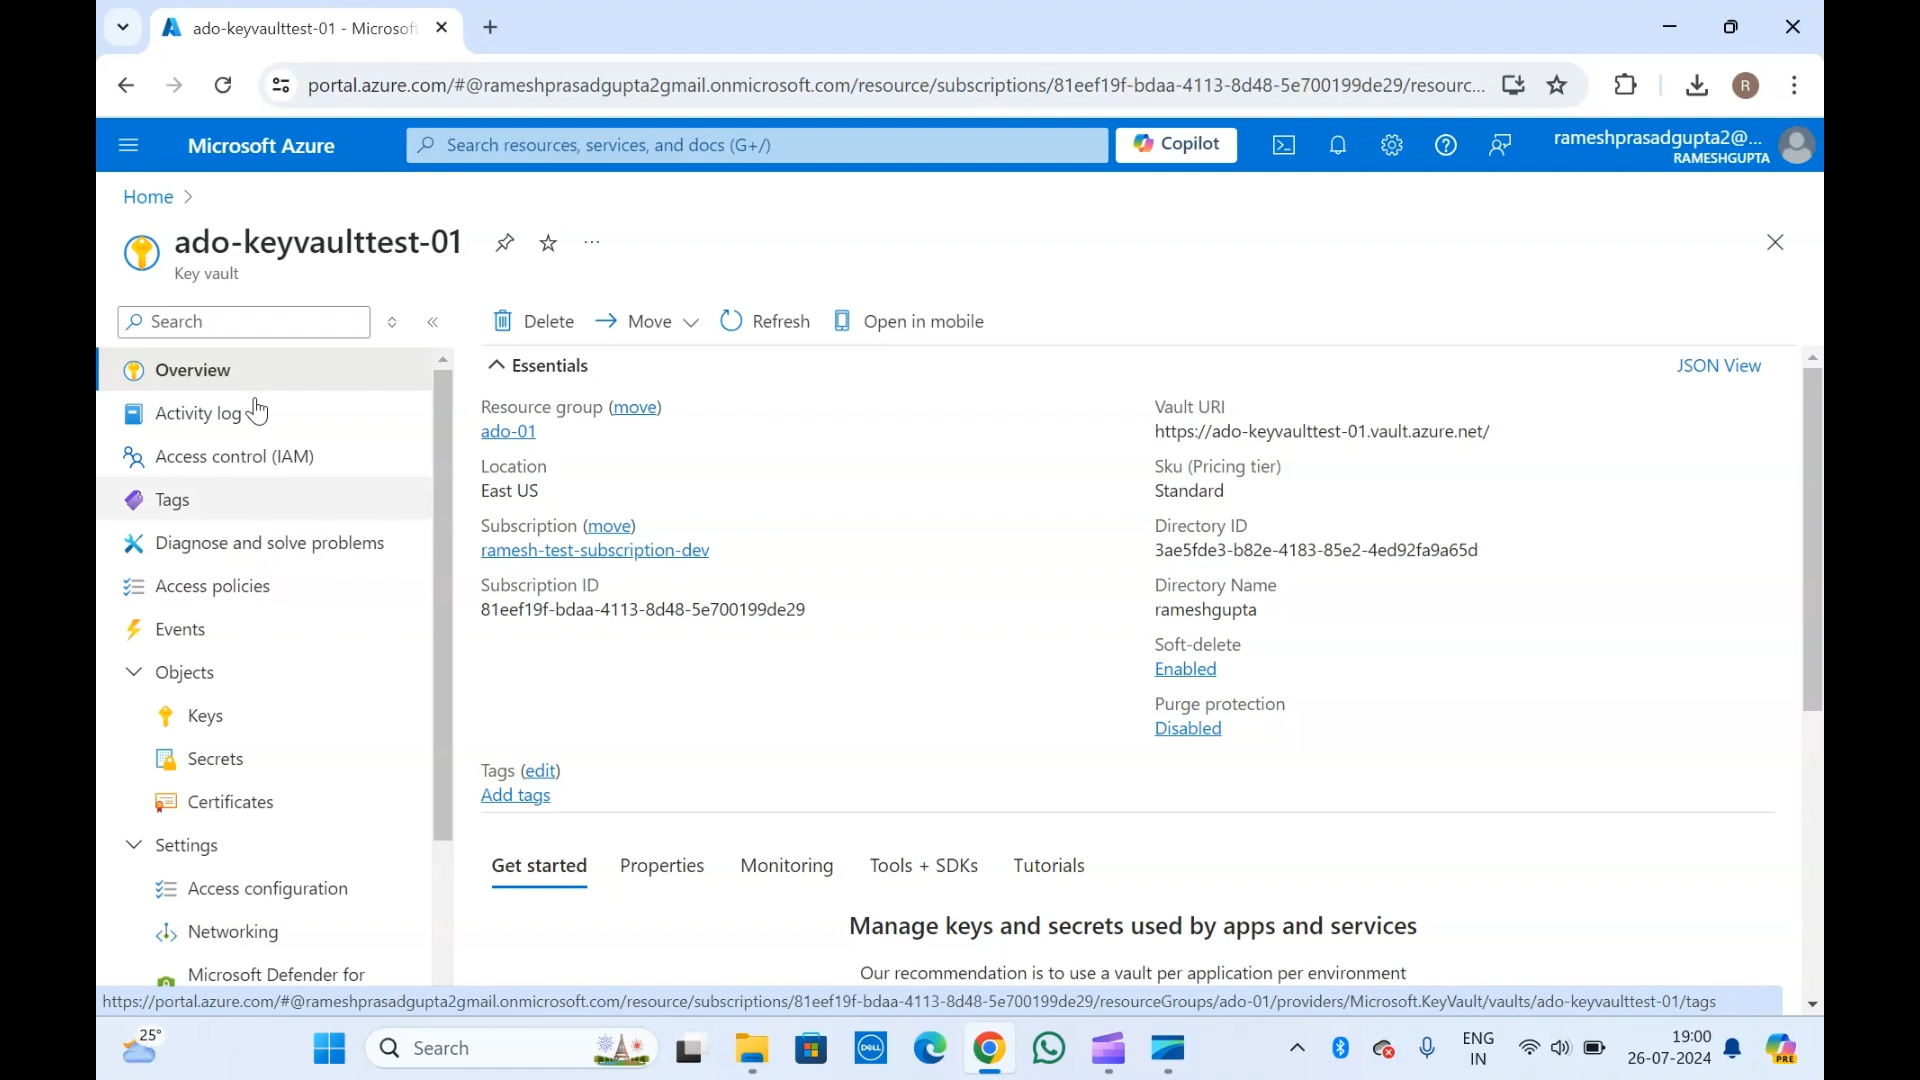 ado-keyvaulttest-01 - Microsof
portal.azure.com/#@rameshprasadgupta2gmail.onmicrosoft.com/resource/subscriptions/81eef19f-bdaa-4113-8d48-5e700199de29/resourc...
R
Microsoft Azure
Search resources, services, and docs (G+/)
Copilot
rameshprasadgupta2@...
RAMESHGUPTA
Home
ado-keyvaulttest-01
Key vault
Search
Delete
Move
Refresh
Open in mobile
Overview
Activity log
Access control (IAM)
Tags
Diagnose and solve problems
Access policies
Events
Objects
Keys
Secrets
Certificates
Settings
Access configuration
Networking
Microsoft Defender for
Essentials
JSON View
Resource group (move)
ado-01
Location
East US
Subscription (move)
ramesh-test-subscription-dev
Subscription ID
81eef19f-bdaa-4113-8d48-5e700199de29
Vault URI
https://ado-keyvaulttest-01.vault.azure.net/
Sku (Pricing tier)
Standard
Directory ID
3ae5fde3-b82e-4183-85e2-4ed92fa9a65d
Directory Name
rameshgupta
Soft-delete
Enabled
Purge protection
Disabled
Tags (edit)
Add tags
Get started
Properties
Monitoring
Tools + SDKs
Tutorials
Manage keys and secrets used by apps and services
Our recommendation is to use a vault per application per environment
https://portal.azure.com/#@rameshprasadgupta2gmail.onmicrosoft.com/resource/subscriptions/81eef19f-bdaa-4113-8d48-5e700199de29/resourceGroups/ado-01/providers/Microsoft.KeyVault/vaults/ado-keyvaulttest-01/tags
25°
Search
DELL
ENG
IN
19:00
26-07-2024
PRE